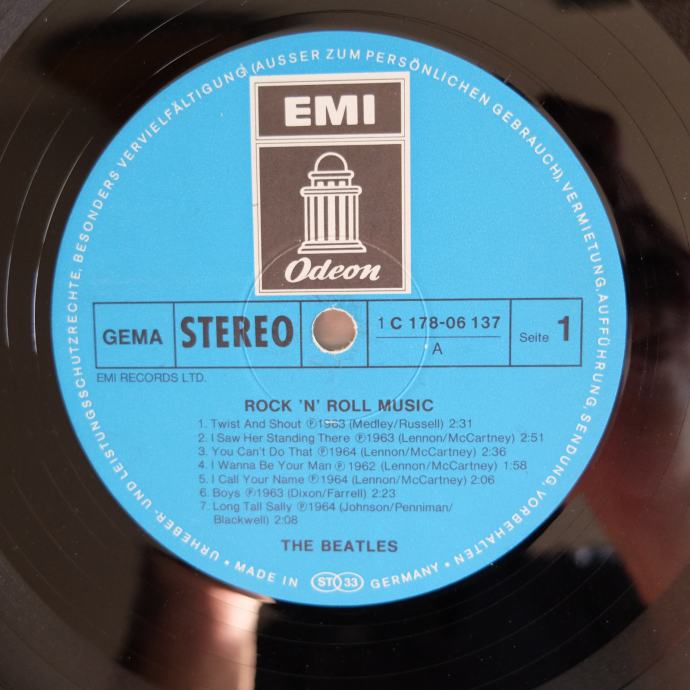 URHEBER- UND LEISTUNGSSCHUTZRECHTE, BESONDERS VERVIELFÄLTIGUNG (AUSSER ZUM PERSÖNLICHEN GEBRAUCH), VERMIETUNG, AUFFÜHRUNG, SENDUNG, VORBEHALTEN •
EMI
Odeon
GEMA STEREO 1 C 178-06 137 Seite 1
A
EMI RECORDS LTD.
ROCK 'N' ROLL MUSIC
1. Twist And Shout ℗1963 (Medley/Russell) 2:31
2. I Saw Her Standing There ℗1963 (Lennon/McCartney) 2:51
3. You Can't Do That ℗1964 (Lennon/McCartney) 2:36
4. I Wanna Be Your Man ℗1962 (Lennon/McCartney) 1:58
5. I Call Your Name ℗1964 (Lennon/McCartney) 2:06
6. Boys ℗1963 (Dixon/Farrell) 2:23
7. Long Tall Sally ℗1964 (Johnson/Penniman/
Blackwell) 2:08
THE BEATLES
• MADE IN ST 33 GERMANY